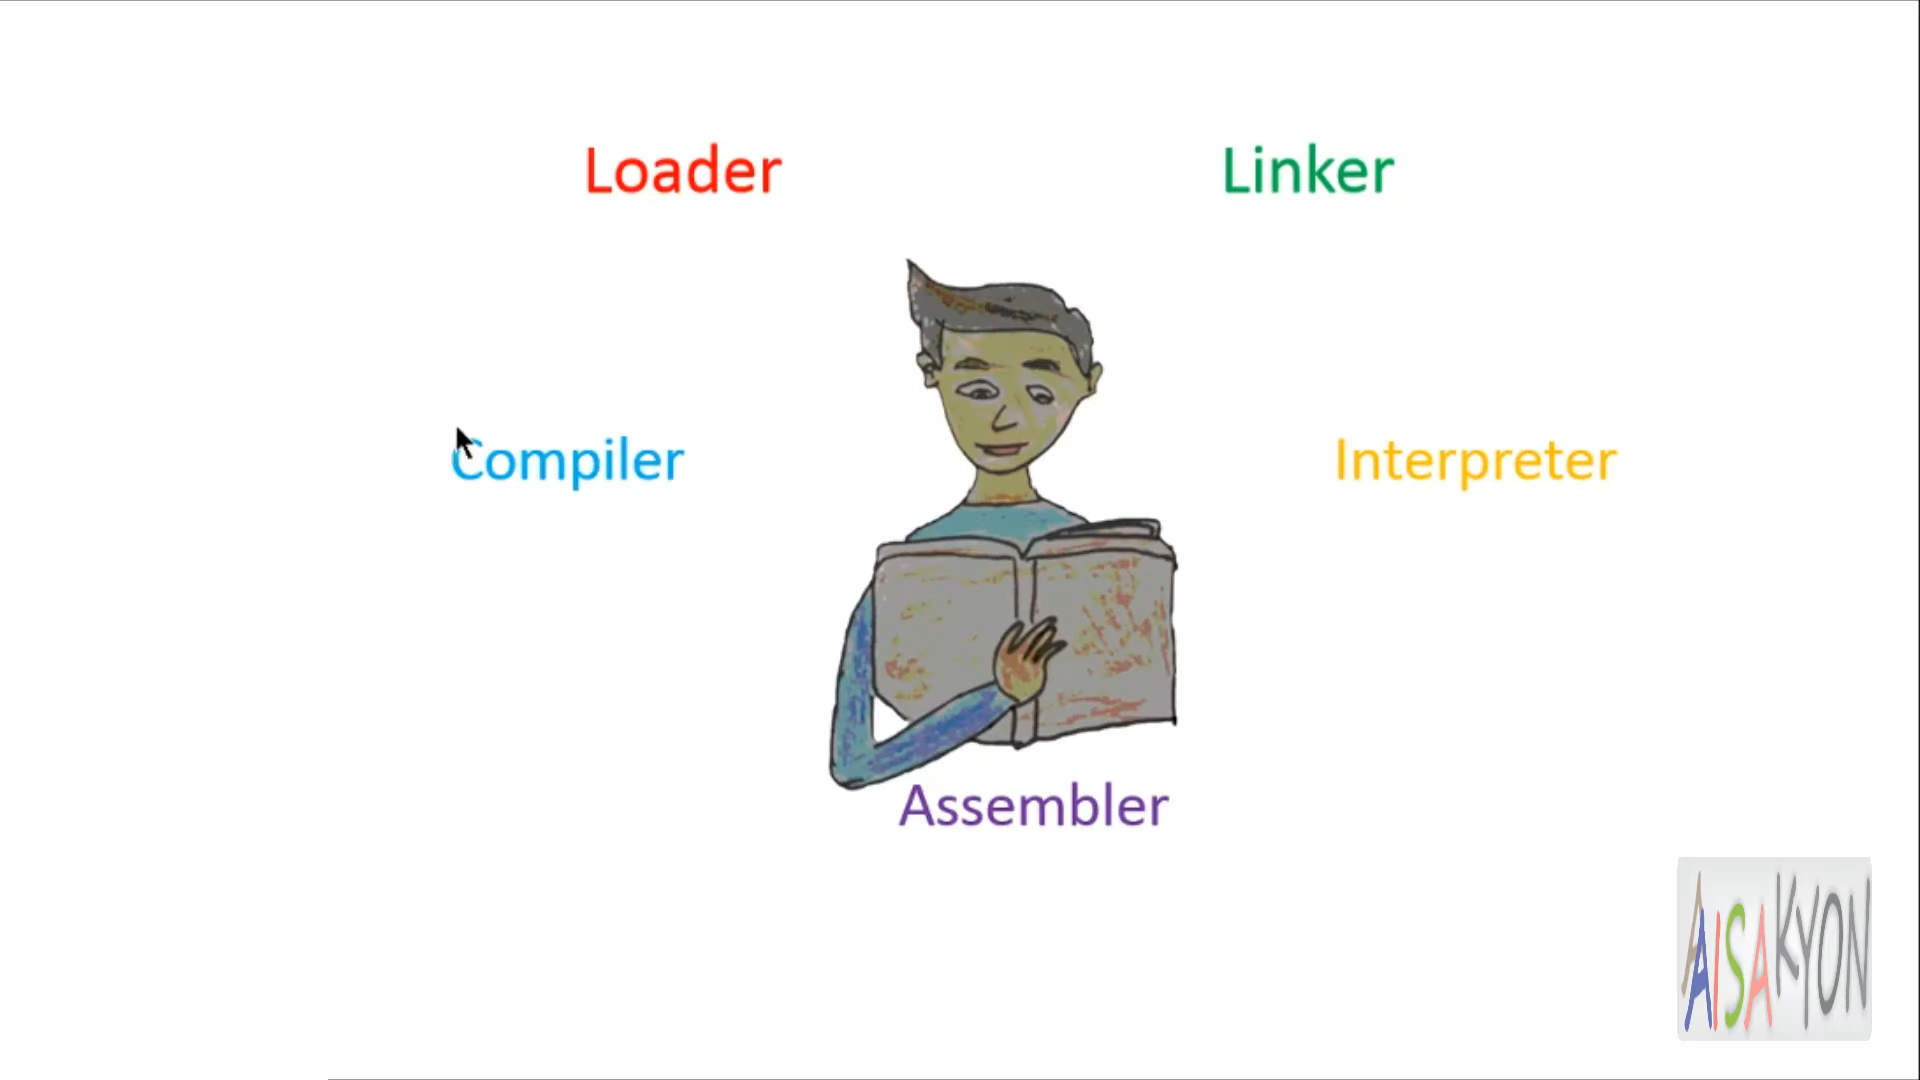 Loader
Linker
Compiler
Interpreter
Assembler
AISAKYON